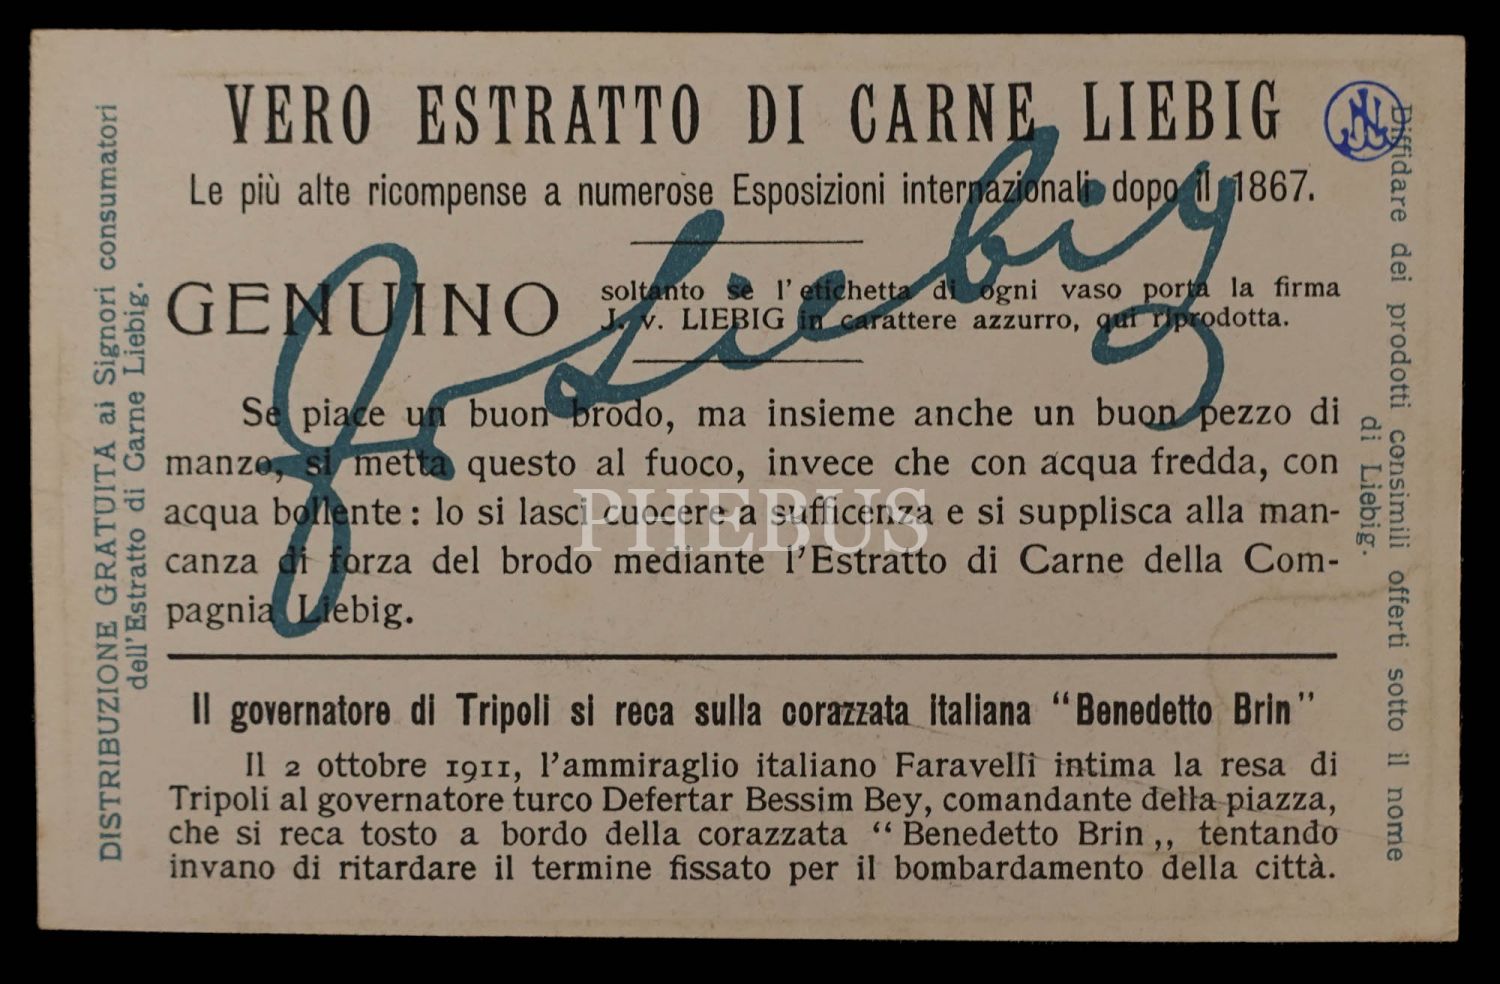 VERO ESTRATTO DI CARNE LIEBIG
Le più alte ricompense a numerose Esposizioni internazionali dopo il 1867.
GENUINO
soltanto se l'etichetta di ogni vaso porta la firma
J. v. LIEBIG in carattere azzurro, qui riprodotta.
J v Liebig
Se piace un buon brodo, ma insieme anche un buon pezzo di
manzo, si metta questo al fuoco, invece che con acqua fredda, con
acqua bollente: lo si lasci cuocere a sufficenza e si supplisca alla man-
canza di forza del brodo mediante l'Estratto di Carne della Com-
pagnia Liebig.
Il governatore di Tripoli si reca sulla corazzata italiana "Benedetto Brin"
Il 2 ottobre 1911, l'ammiraglio italiano Faravelli intima la resa di
Tripoli al governatore turco Defertar Bessim Bey, comandante della piazza,
che si reca tosto a bordo della corazzata “Benedetto Brin„ tentando
invano di ritardare il termine fissato per il bombardamento della città.
DISTRIBUZIONE GRATUITA ai Signori consumatori
dell'Estratto di Carne Liebig.
Diffidare dei prodotti consimili offerti sotto il nome
di Liebig.
PHEBUS